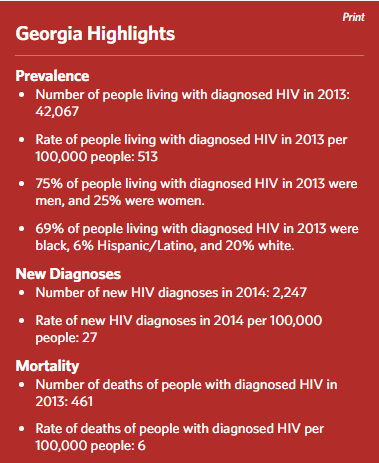 Print
Georgia Highlights
Prevalence
• Number of people living with diagnosed HIV in 2013:
42,067
• Rate of people living with diagnosed HIV in 2013 per
100,000 people: 513
• 75% of people living with diagnosed HIV in 2013 were
men, and 25% were women.
• 69% of people living with diagnosed HIV in 2013 were
black, 6% Hispanic/Latino, and 20% white.
New Diagnoses
• Number of new HIV diagnoses in 2014: 2,247
• Rate of new HIV diagnoses in 2014 per 100,000
people: 27
Mortality
• Number of deaths of people with diagnosed HIV in
2013: 461
• Rate of deaths of people with diagnosed HIV per
100,000 people: 6